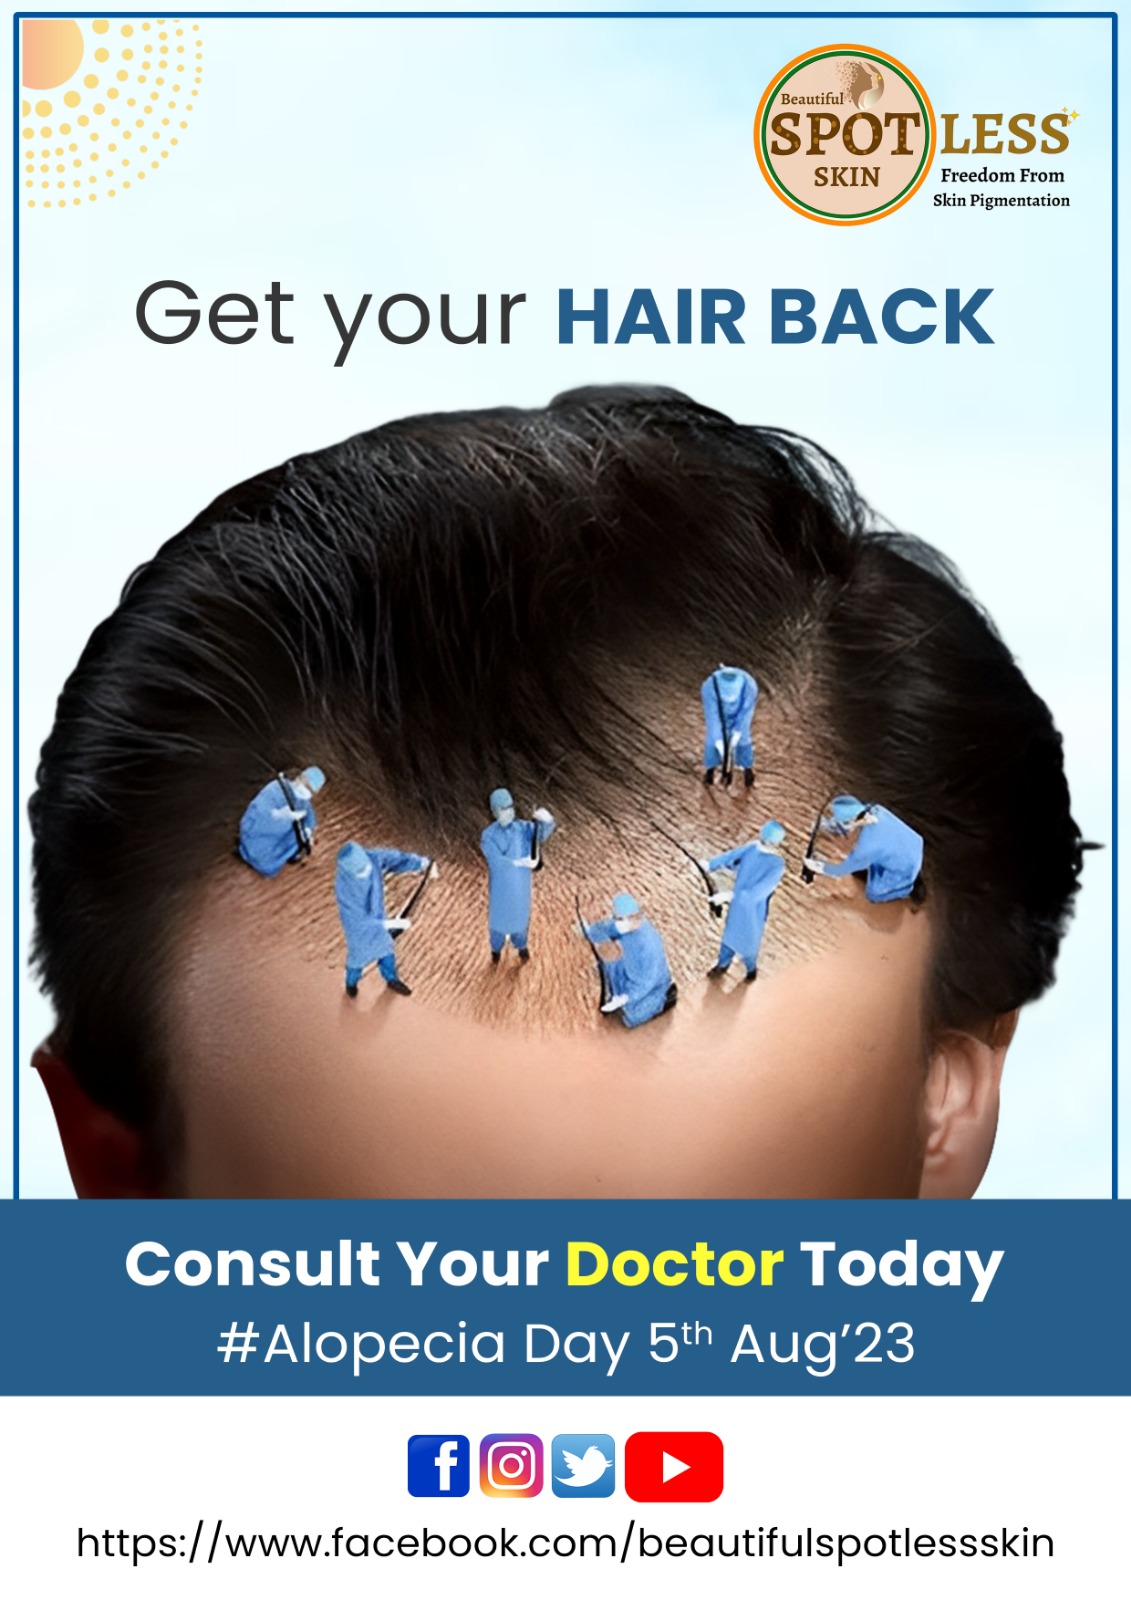 Beautiful
SPOTLESS
SKIN
Freedom From
Skin Pigmentation
Get your HAIR BACK
Consult Your Doctor Today
#Alopecia Day 5th Aug’23
https://www.facebook.com/beautifulspotlessskin